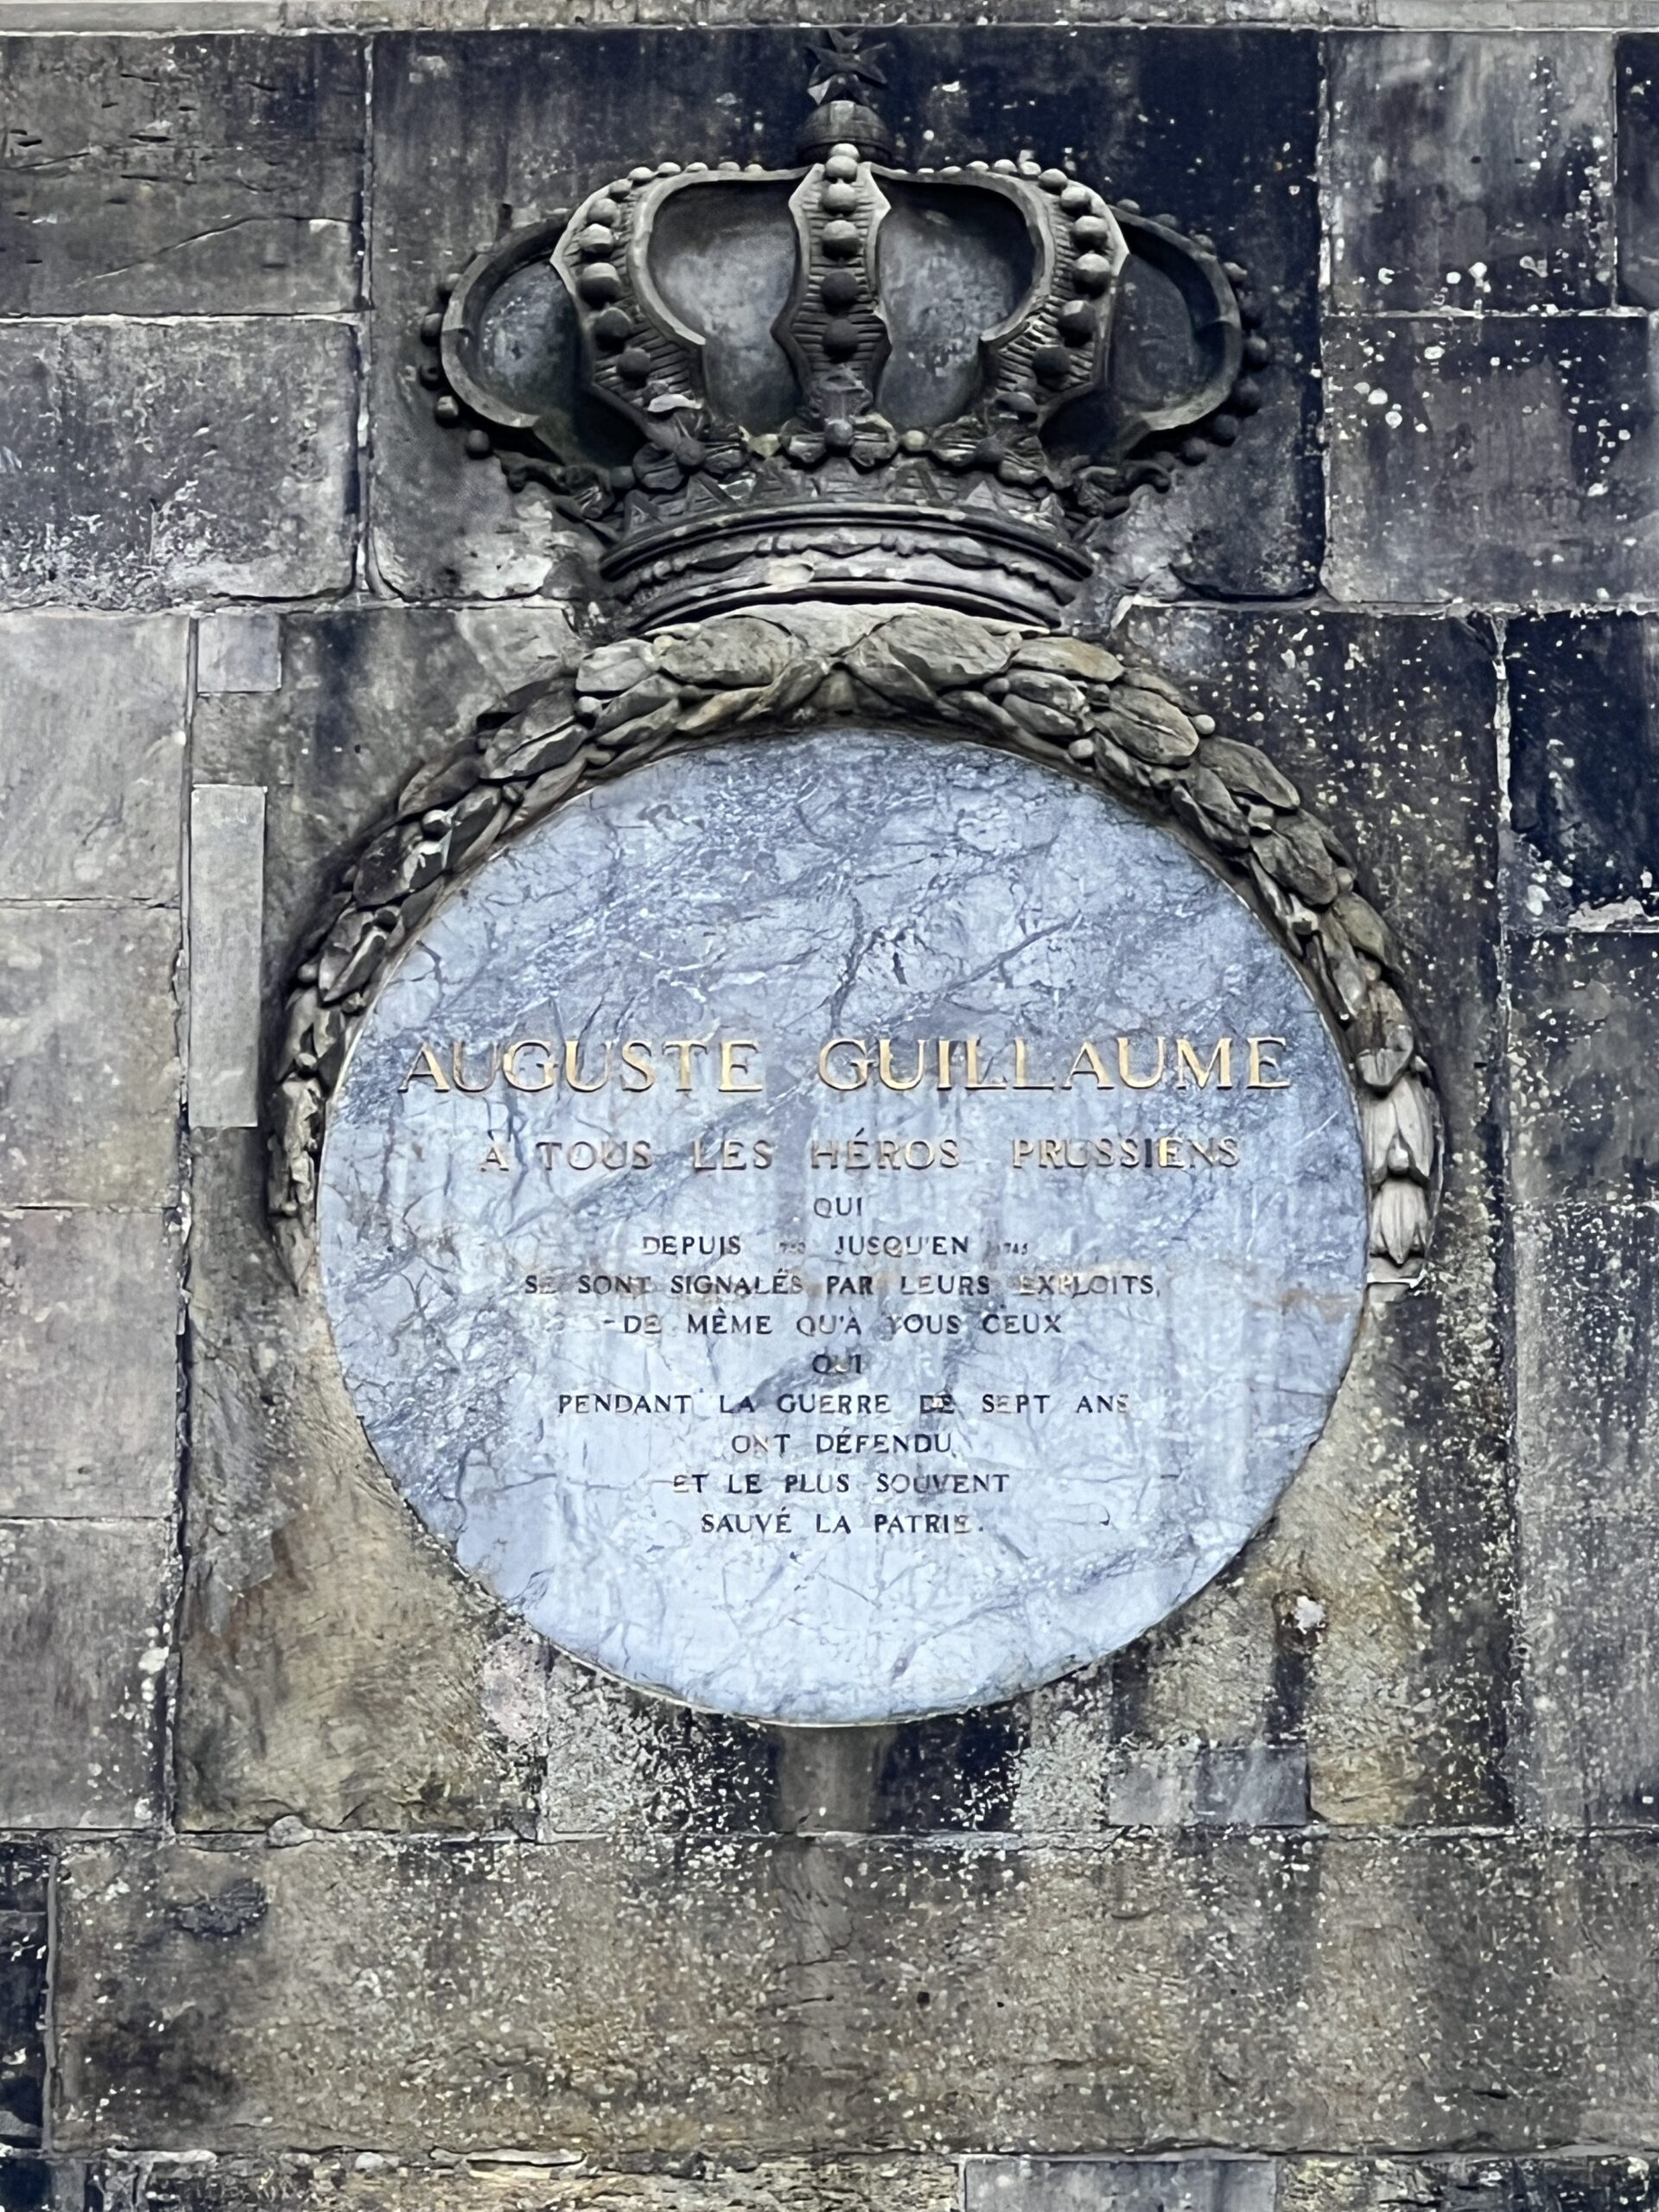 AUGUSTE GUILLAUME
À TOUS LES HÉROS PRUSSIENS
QUI
DEPUIS JUSQU'EN 1745
SE SONT SIGNALÉS PAR LEURS EXPLOITS,
DE MÊME QU'À TOUS CEUX
QUI
PENDANT LA GUERRE DE SEPT ANS
ONT DÉFENDU
ET LE PLUS SOUVENT
SAUVÉ LA PATRIE.